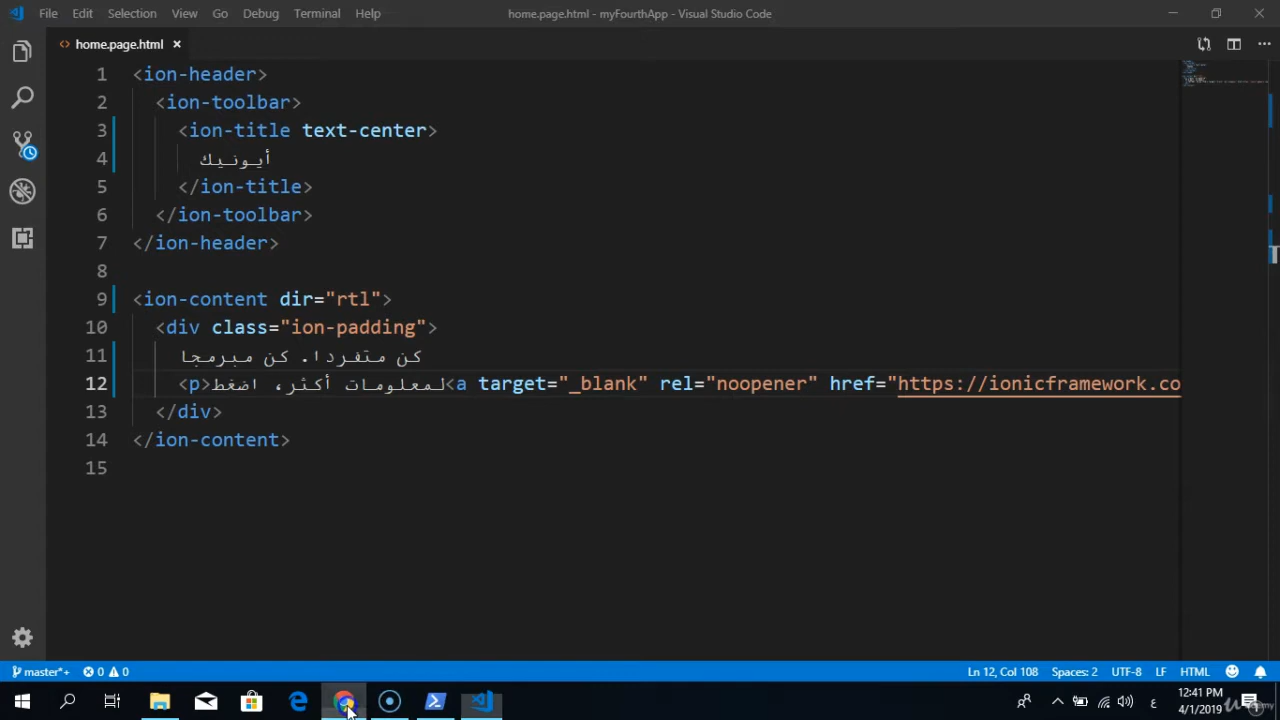 File Edit Selection View Go Debug Terminal Help
home.page.html - myFourthApp - Visual Studio Code
home.page.html
1 <ion-header>
2 <ion-toolbar>
3 <ion-title text-center>
4 أيونيك
5 </ion-title>
6 </ion-toolbar>
7 </ion-header>
8
9 <ion-content dir="rtl">
10 <div class="ion-padding">
11 كن متفردا. كن مبرمجا
12 <p>لمعلومات أكثر، اضغط<a target="_blank" rel="noopener" href="https://ionicframework.co
13 </div>
14 </ion-content>
15
master*+ 0 0 Ln 12, Col 108 Spaces: 2 UTF-8 LF HTML
ع 12:41 PM
4/1/2019